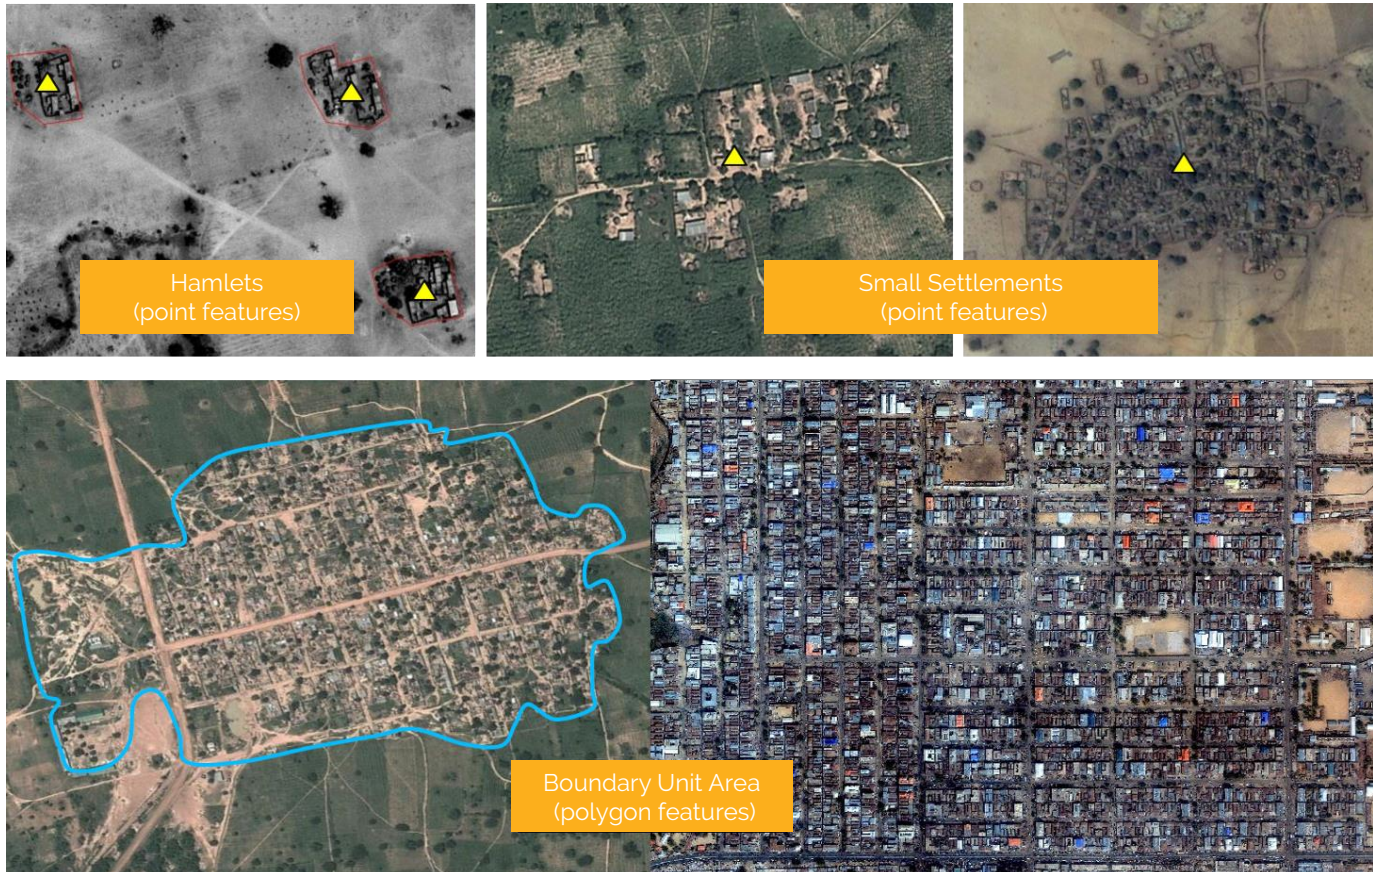 Hamlets
(point features)
Small Settlements
(point features)
Boundary Unit Area
(polygon features)